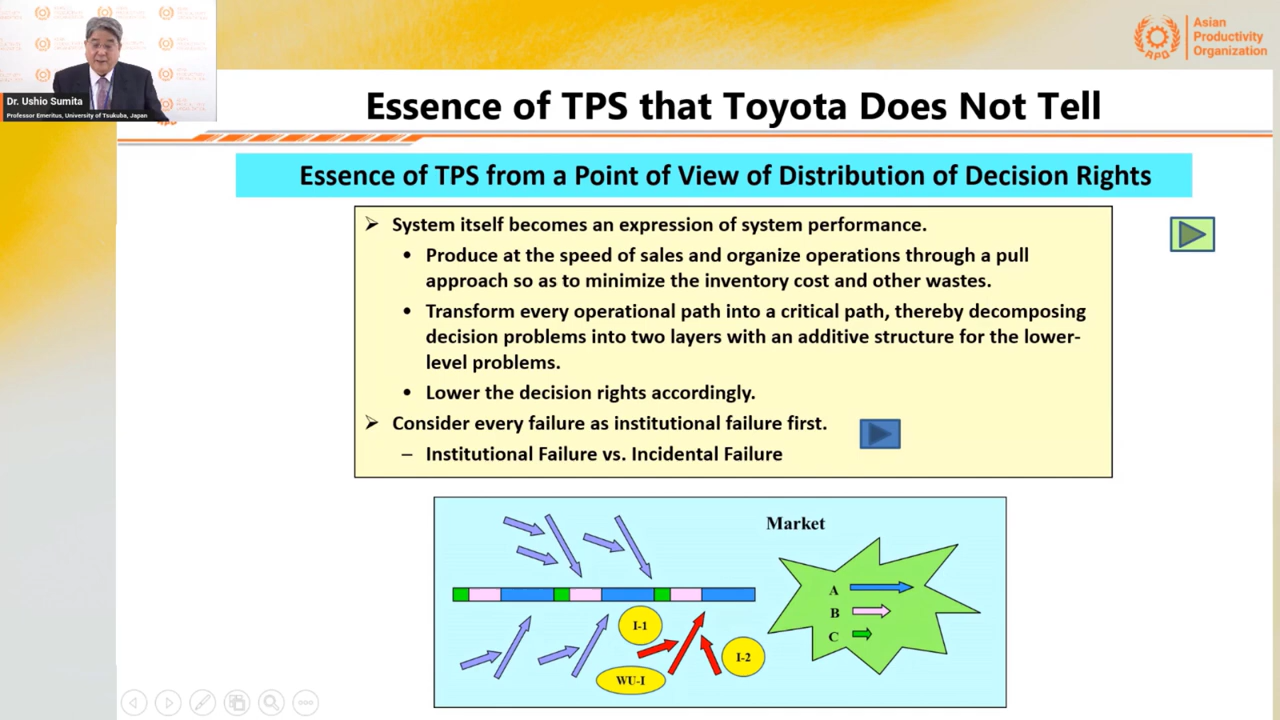 Asian
Productivity
Organization
APO
Dr. Ushio Sumita
Professor Emeritus, University of Tsukuba, Japan
Essence of TPS that Toyota Does Not Tell
Essence of TPS from a Point of View of Distribution of Decision Rights
System itself becomes an expression of system performance.
• Produce at the speed of sales and organize operations through a pull
approach so as to minimize the inventory cost and other wastes.
• Transform every operational path into a critical path, thereby decomposing
decision problems into two layers with an additive structure for the lower-
level problems.
• Lower the decision rights accordingly.
Consider every failure as institutional failure first.
– Institutional Failure vs. Incidental Failure
Market
A
B
C
I-1
I-2
WU-I